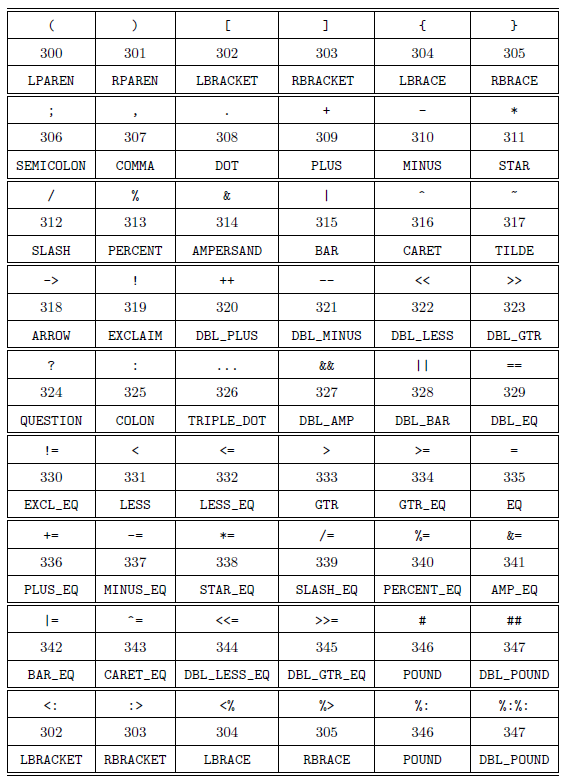 ( ) [ ] { }
300 301 302 303 304 305
LPAREN RPAREN LBRACKET RBRACKET LBRACE RBRACE
; , . + - *
306 307 308 309 310 311
SEMICOLON COMMA DOT PLUS MINUS STAR
/ % & | ^ ~
312 313 314 315 316 317
SLASH PERCENT AMPERSAND BAR CARET TILDE
-> ! ++ -- << >>
318 319 320 321 322 323
ARROW EXCLAIM DBL_PLUS DBL_MINUS DBL_LESS DBL_GTR
? : ... && || ==
324 325 326 327 328 329
QUESTION COLON TRIPLE_DOT DBL_AMP DBL_BAR DBL_EQ
!= < <= > >= =
330 331 332 333 334 335
EXCL_EQ LESS LESS_EQ GTR GTR_EQ EQ
+= -= *= /= %= &=
336 337 338 339 340 341
PLUS_EQ MINUS_EQ STAR_EQ SLASH_EQ PERCENT_EQ AMP_EQ
|= ^= <<= >>= # ##
342 343 344 345 346 347
BAR_EQ CARET_EQ DBL_LESS_EQ DBL_GTR_EQ POUND DBL_POUND
<: :> <% %> %: %:%:
302 303 304 305 346 347
LBRACKET RBRACKET LBRACE RBRACE POUND DBL_POUND